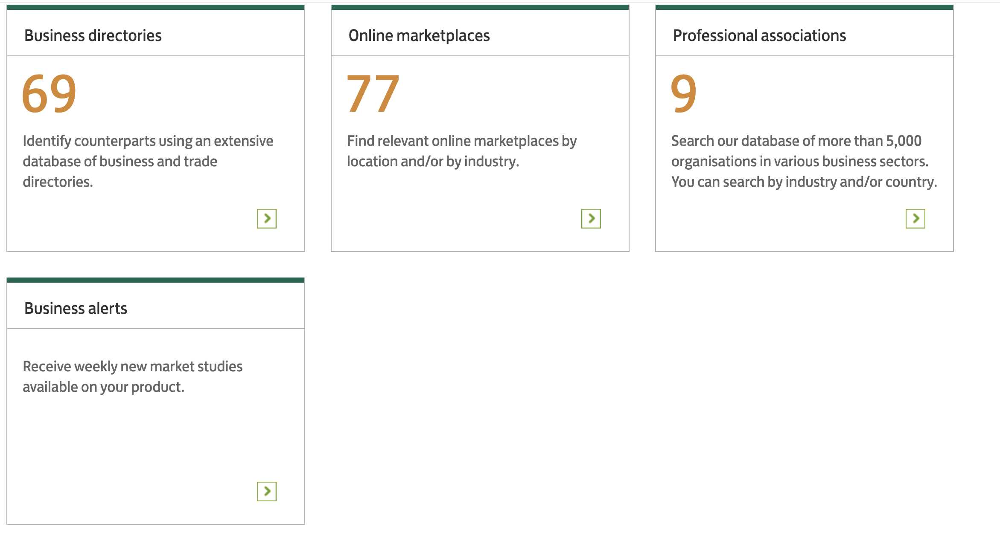 Business directories
69
Identify counterparts using an extensive
database of business and trade
directories.
Online marketplaces
77
Find relevant online marketplaces by
location and/or by industry.
Professional associations
9
Search our database of more than 5,000
organisations in various business sectors.
You can search by industry and/or country.
Business alerts
Receive weekly new market studies
available on your product.